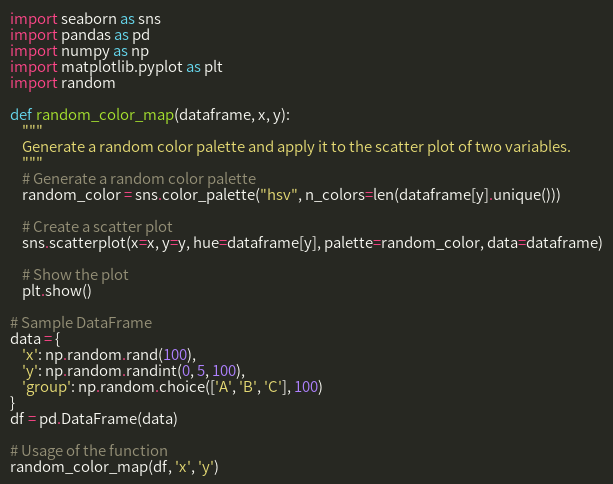 import seaborn as sns
import pandas as pd
import numpy as np
import matplotlib.pyplot as plt
import random

def random_color_map(dataframe, x, y):
    """
    Generate a random color palette and apply it to the scatter plot of two variables.
    """
    # Generate a random color palette
    random_color = sns.color_palette("hsv", n_colors=len(dataframe[y].unique()))

    # Create a scatter plot
    sns.scatterplot(x=x, y=y, hue=dataframe[y], palette=random_color, data=dataframe)

    # Show the plot
    plt.show()

# Sample DataFrame
data = {
    'x': np.random.rand(100),
    'y': np.random.randint(0, 5, 100),
    'group': np.random.choice(['A', 'B', 'C'], 100)
}
df = pd.DataFrame(data)

# Usage of the function
random_color_map(df, 'x', 'y')